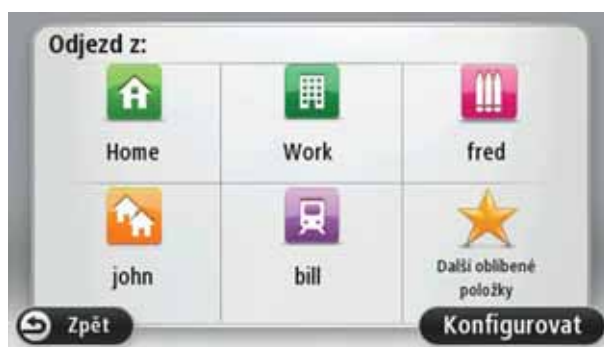 Odjezd z:
Home
Work
fred
john
bill
Další oblíbené
položky
Zpět
Konfigurovat